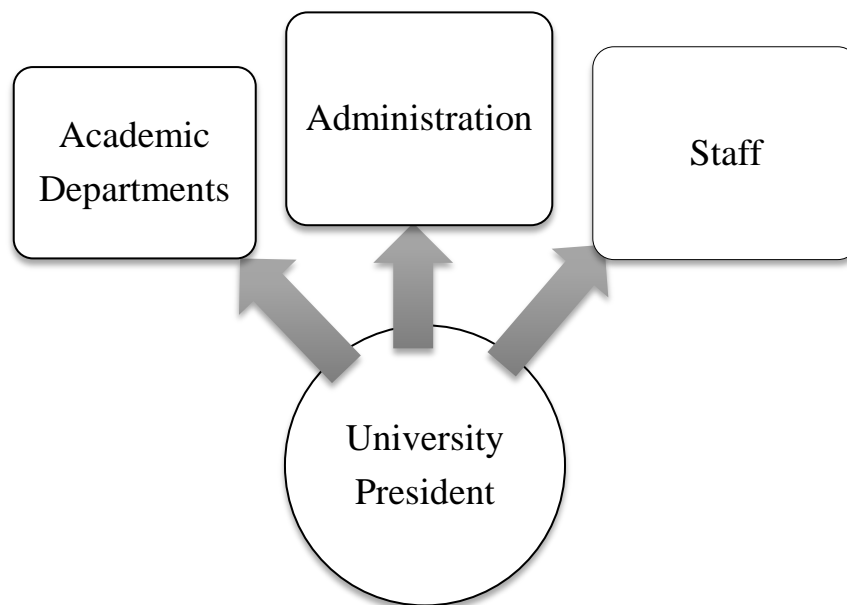 Academic
Departments
Administration
Staff
University
President